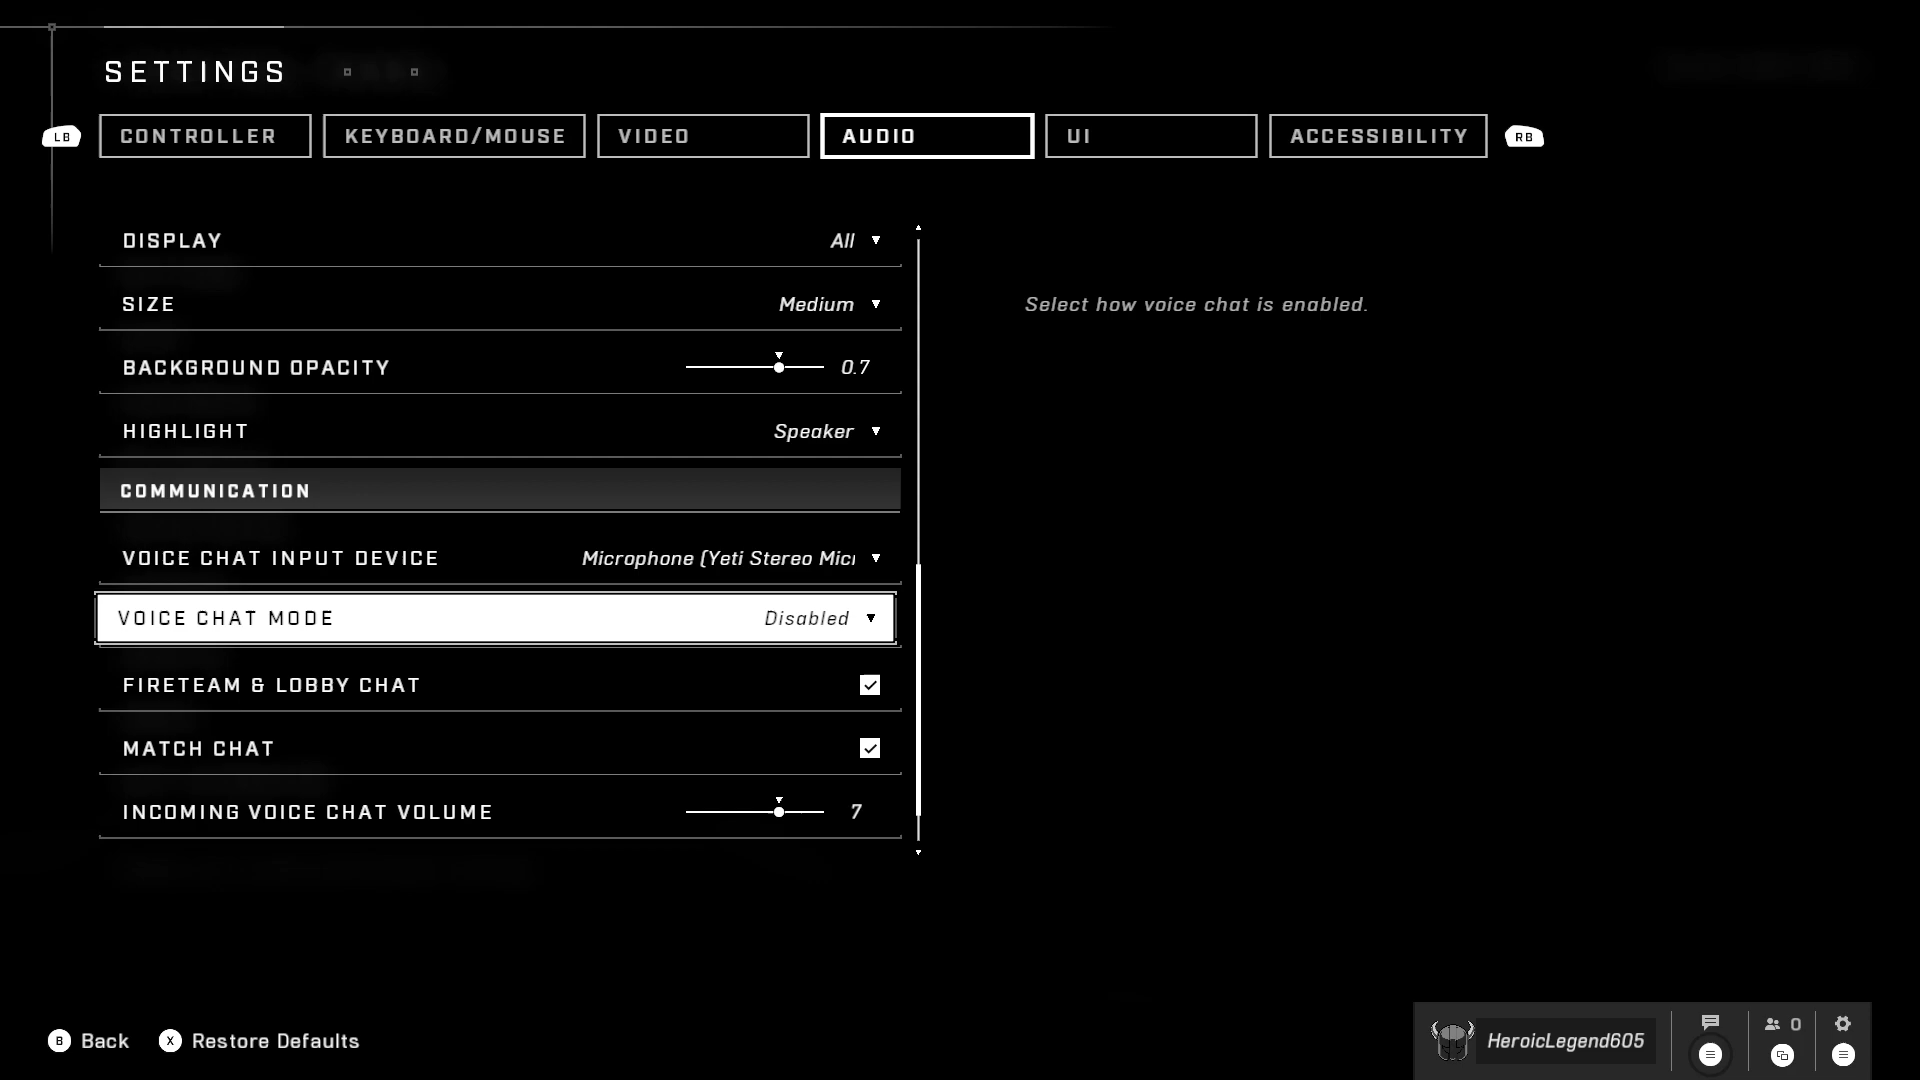 SETTINGS
LB
CONTROLLER
KEYBOARD/MOUSE
VIDEO
AUDIO
UI
ACCESSIBILITY
RB
DISPLAY All
SIZE Medium
Select how voice chat is enabled.
BACKGROUND OPACITY 0.7
HIGHLIGHT Speaker
COMMUNICATION
VOICE CHAT INPUT DEVICE Microphone (Yeti Stereo Micr
VOICE CHAT MODE Disabled
FIRETEAM & LOBBY CHAT
MATCH CHAT
INCOMING VOICE CHAT VOLUME 7
B Back X Restore Defaults
HeroicLegend605
0